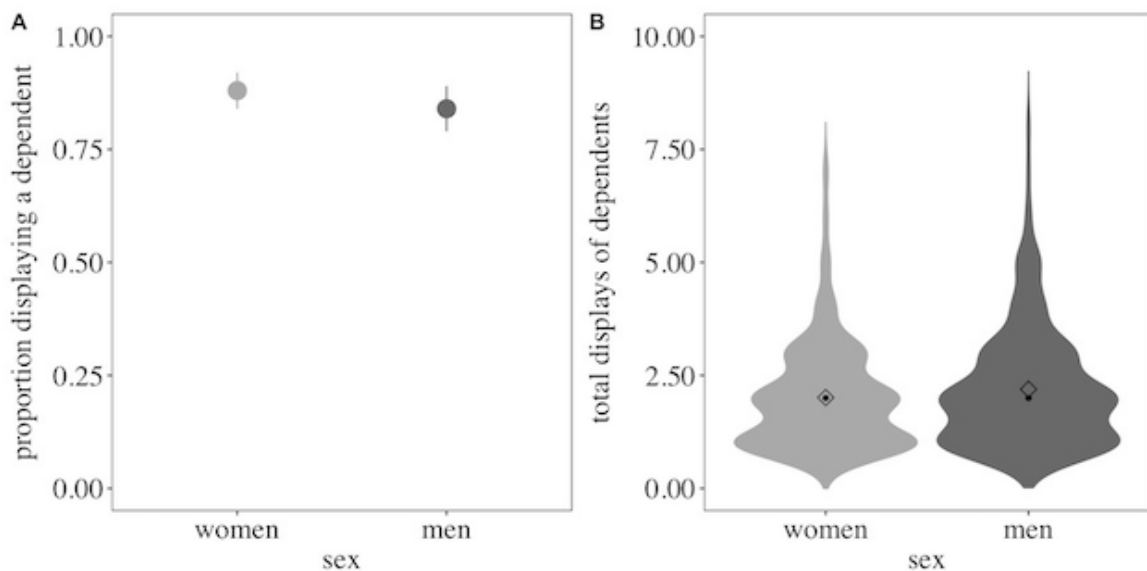 A
proportion displaying a dependent
1.00
0.75
0.50
0.25
0.00
women men
sex
B
total displays of dependents
10.00
7.50
5.00
2.50
0.00
women men
sex